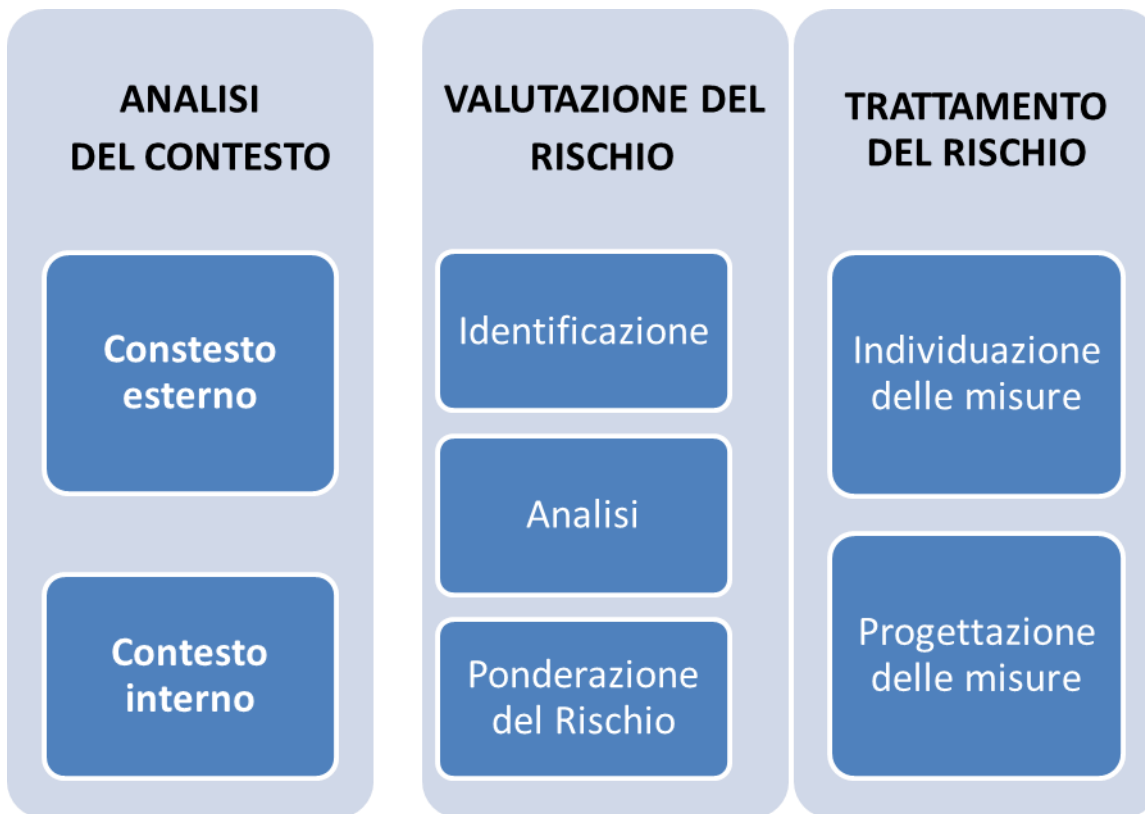 ANALISI
DEL CONTESTO
Constesto
esterno
Contesto
interno
VALUTAZIONE DEL
RISCHIO
Identificazione
Analisi
Ponderazione
del Rischio
TRATTAMENTO
DEL RISCHIO
Individuazione
delle misure
Progettazione
delle misure